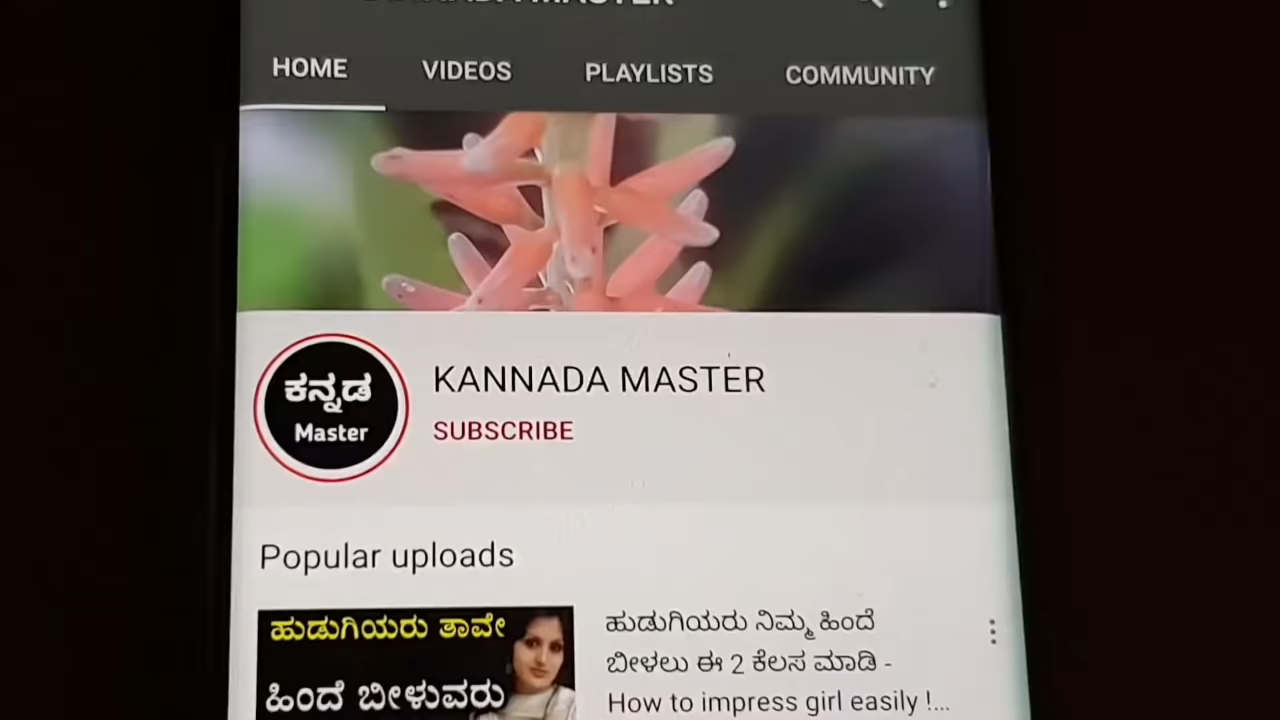 MASTER
HOME VIDEOS PLAYLISTS COMMUNITY
ಕನ್ನಡ
Master
KANNADA MASTER
SUBSCRIBE
Popular uploads
ಹುಡುಗಿಯರು ತಾವೇ
ಹಿಂದೆ ಬೀಳುವರು
ಹುಡುಗಿಯರು ನಿಮ್ಮ ಹಿಂದೆ
ಬೀಳಲು ಈ 2 ಕೆಲಸ ಮಾಡಿ -
How to impress girl easily !...